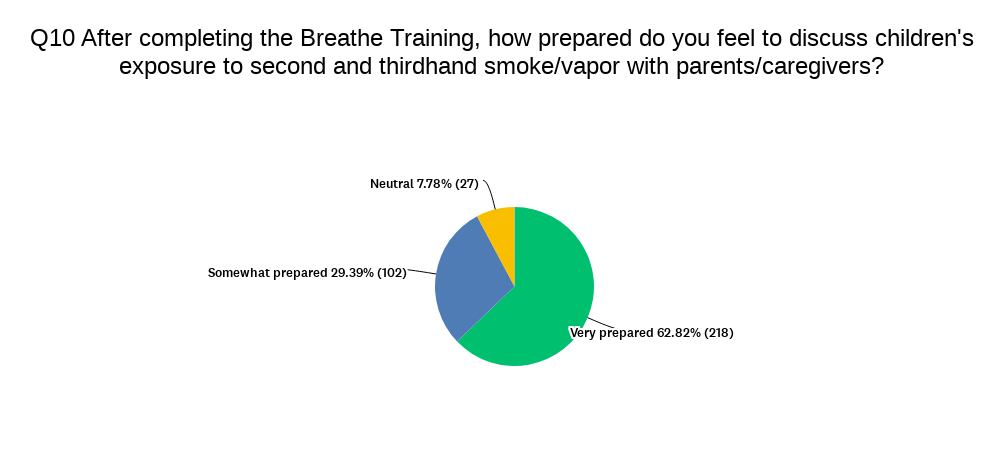 Q10 After completing the Breathe Training, how prepared do you feel to discuss children's
exposure to second and thirdhand smoke/vapor with parents/caregivers?
Neutral 7.78% (27)
Somewhat prepared 29.39% (102)
Very prepared 62.82% (218)